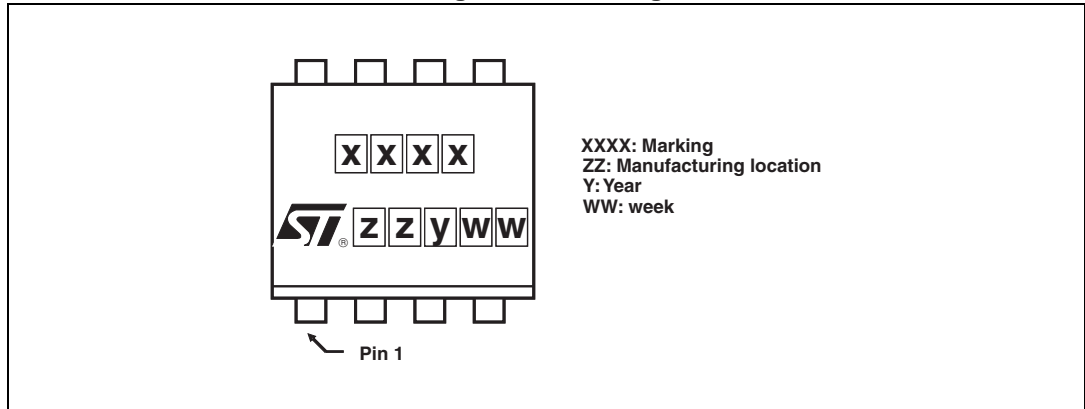 x x x x
ST® z z y w w
Pin 1
XXXX: Marking
ZZ: Manufacturing location
Y: Year
WW: week